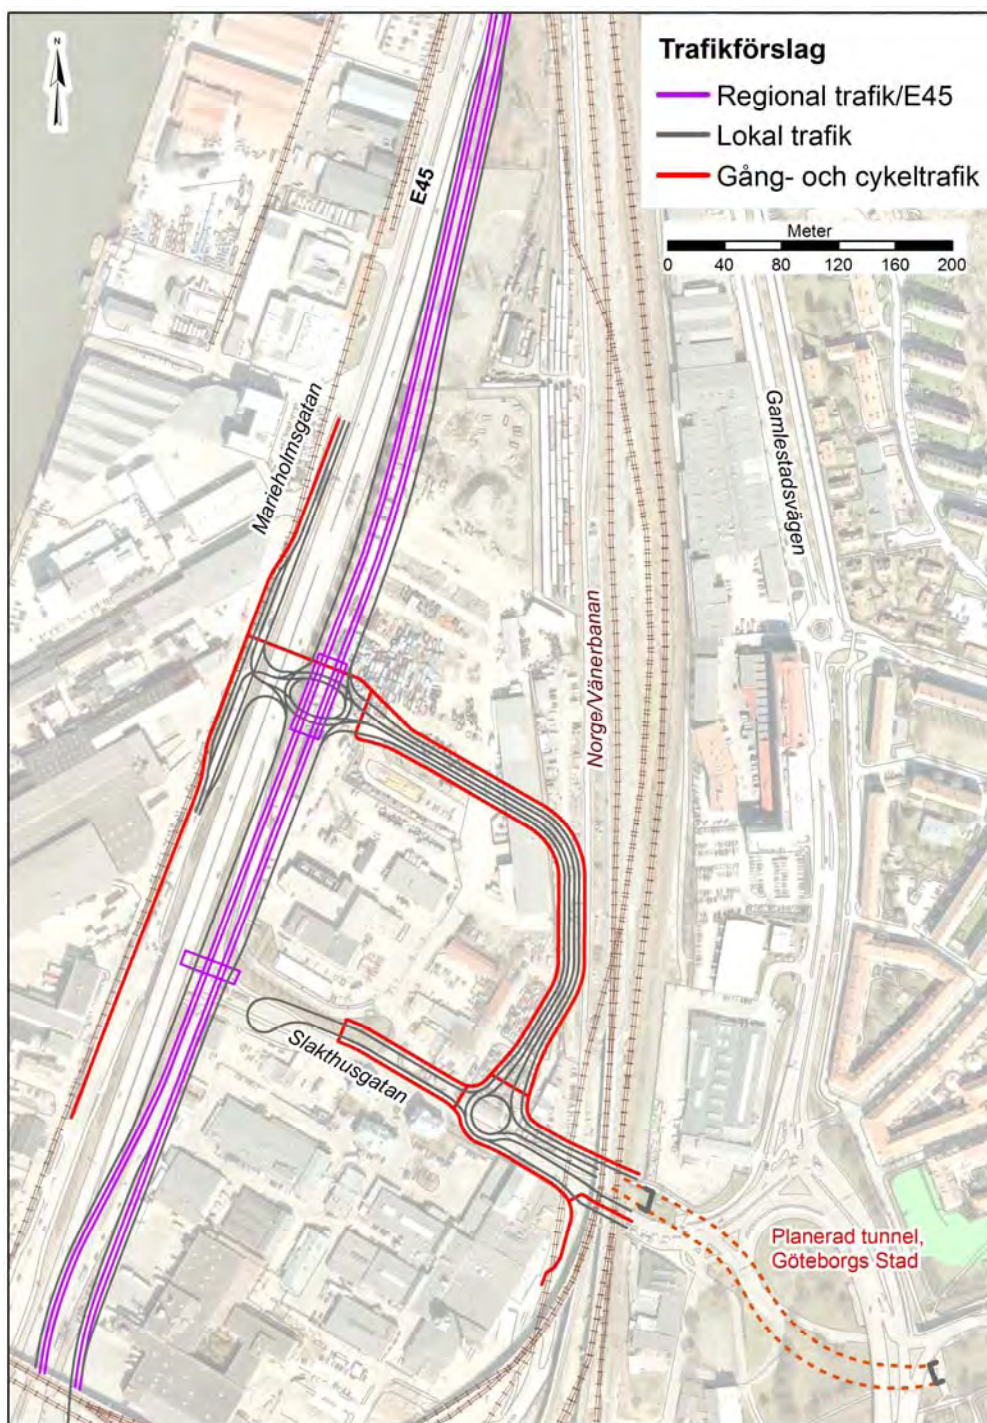 N
Trafikförslag
Regional trafik/E45
Lokal trafik
Gång- och cykeltrafik
Meter
0 40 80 120 160 200
E45
Marieholmsgatan
Gamlestadsvägen
Norge/Vänerbanan
Slakthusgatan
Planerad tunnel,
Göteborgs Stad